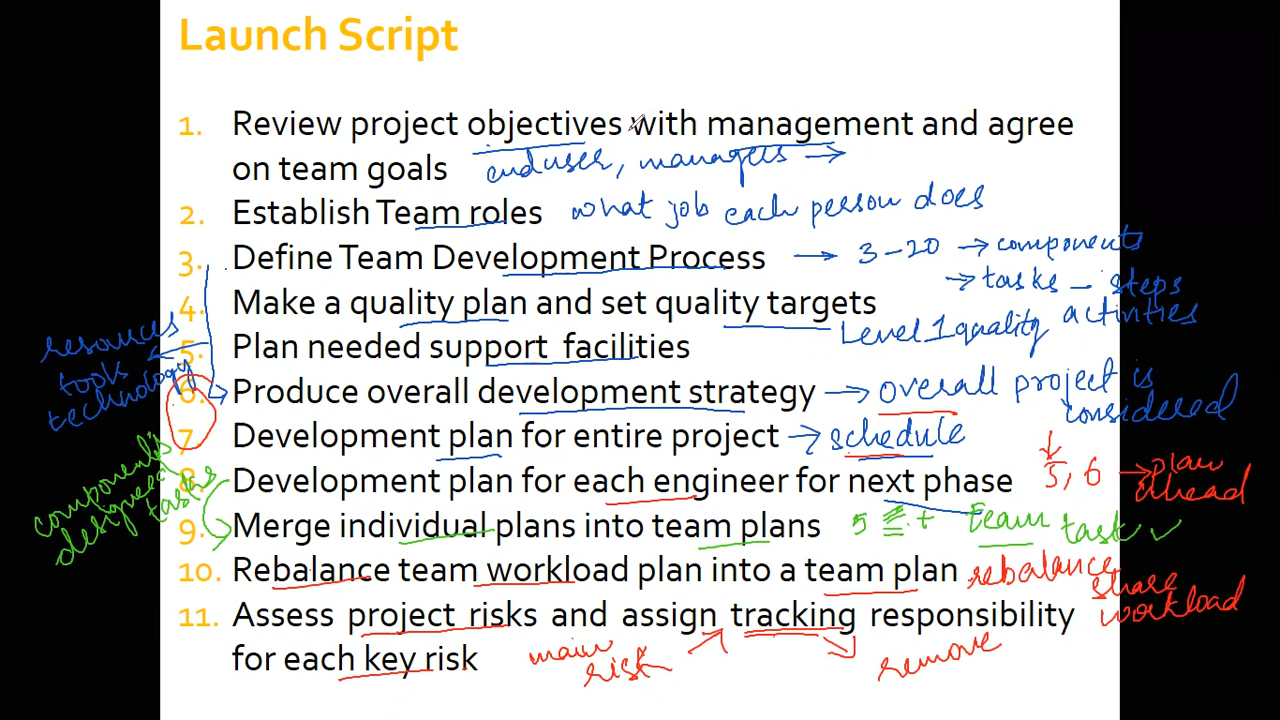 Launch Script
1. Review project objectives with management and agree
on team goals
enduser, managers →
2. Establish Team roles
what job each person does
3. Define Team Development Process
→ 3-20 → components
→ tasks - steps
activities
4. Make a quality plan and set quality targets
Level 1 quality
5. Plan needed support facilities
resources
tools
technology
6. Produce overall development strategy
→ overall project is
considered
7. Development plan for entire project
→ schedule
8. Development plan for each engineer for next phase
5, 6 → plan
ahead
components
designed
tasks
9. Merge individual plans into team plans
5 + team task ✓
10. Rebalance team workload plan into a team plan
rebalance
share
workload
11. Assess project risks and assign tracking responsibility
for each key risk
main
risk
remove